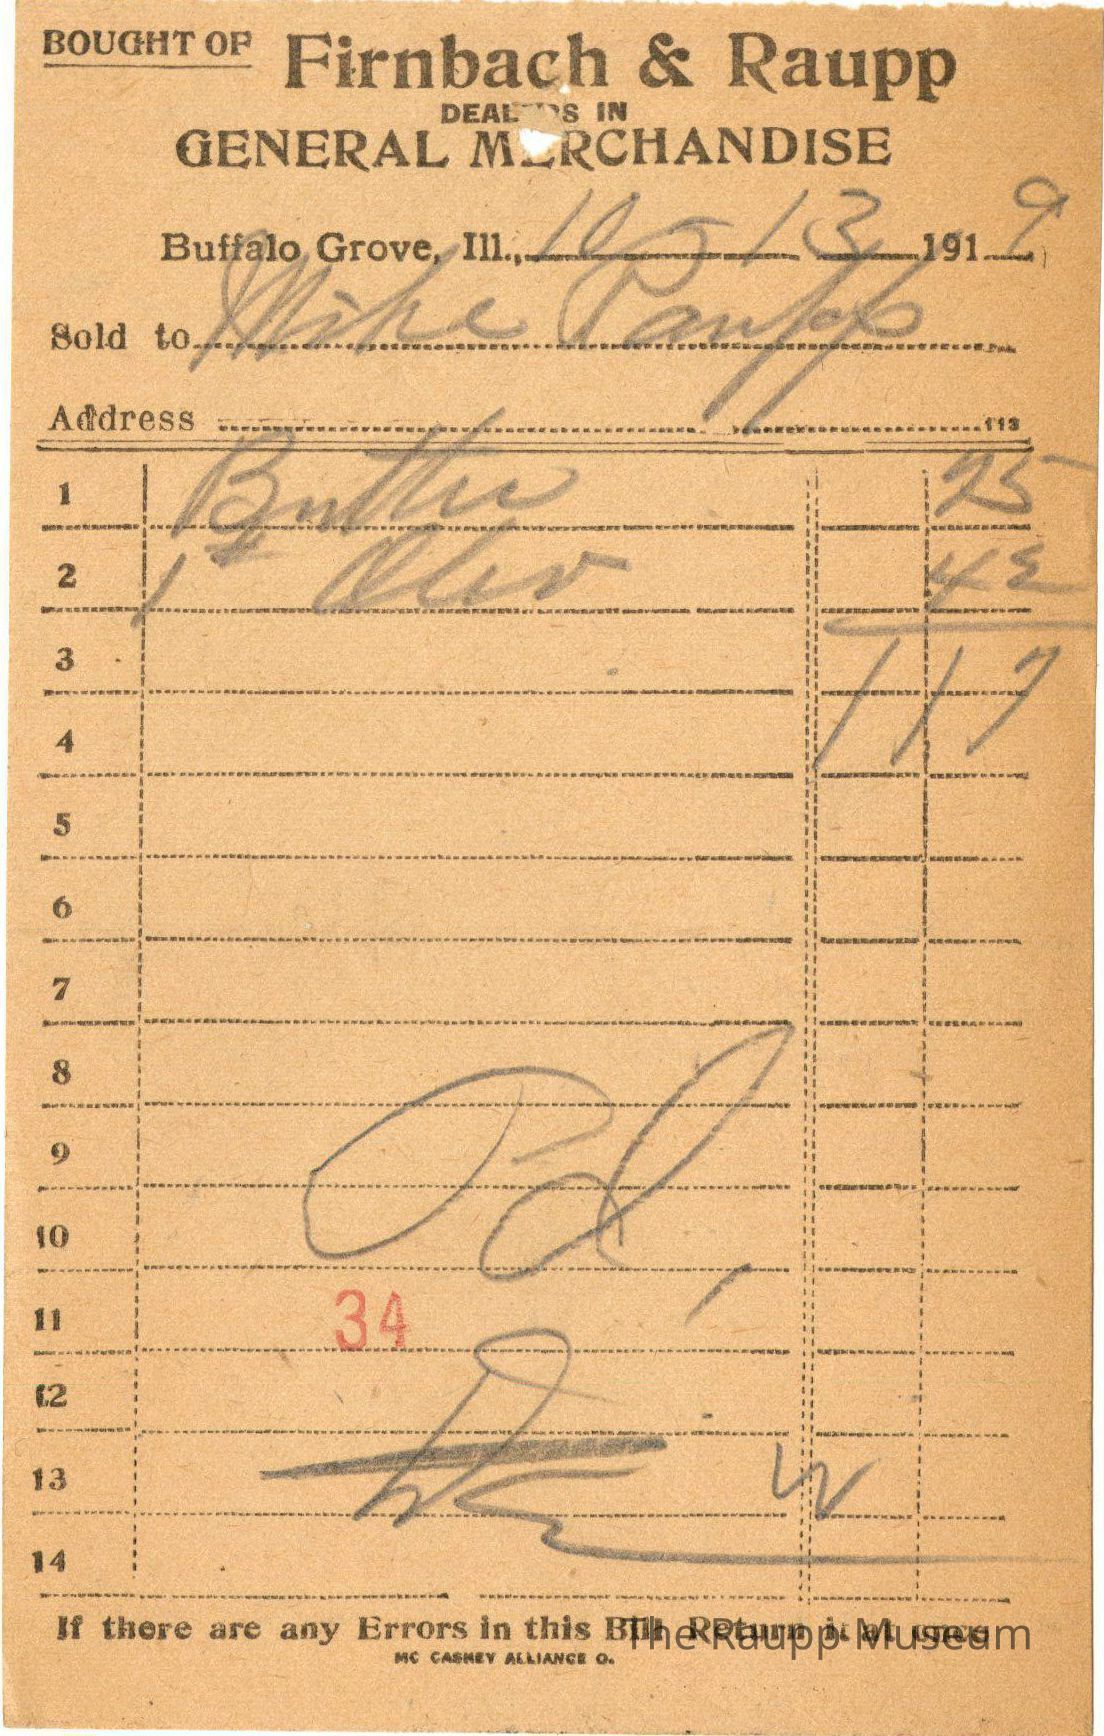 BOUGHT OF Firnbach & Raupp
DEALERS IN
GENERAL MERCHANDISE
Buffalo Grove, Ill., 10 13 1919
Sold to Mike Raupp
Address 113
1 Butter 75
2 1# Oleo 42
3 117
4
5
6
7
8
9
10 Pd,
11 34
12
13
14
If there are any Errors in this Bill Return it at once
The Raupp Museum
MC CASKEY ALLIANCE O.